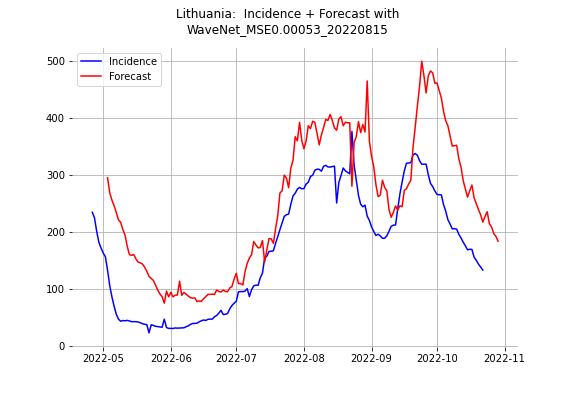 Lithuania:  Incidence + Forecast with
WaveNet_MSE0.00053_20220815
Incidence
Forecast
500
400
300
200
100
0
2022-05 2022-06 2022-07 2022-08 2022-09 2022-10 2022-11